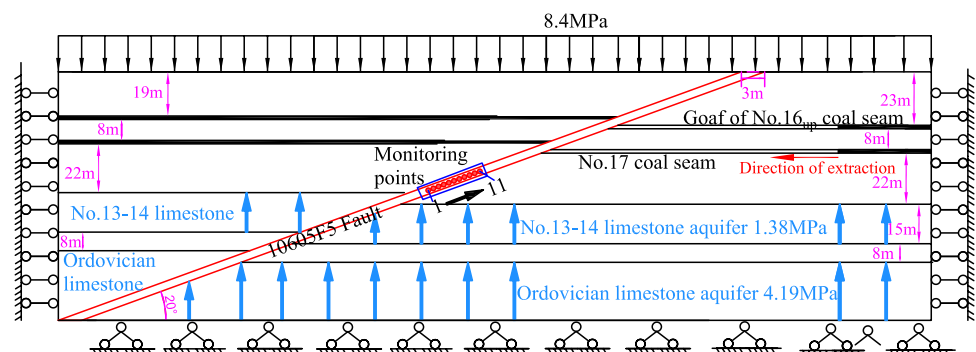 8.4MPa
19m
3m
23m
Goaf of No.16up coal seam
8m
8m
Monitoring
points
No.17 coal seam
Direction of extraction
22m
22m
1
11
No.13-14 limestone
10605F5 Fault
No.13-14 limestone aquifer 1.38MPa
15m
8m
8m
Ordovician
limestone
20°
Ordovician limestone aquifer 4.19MPa